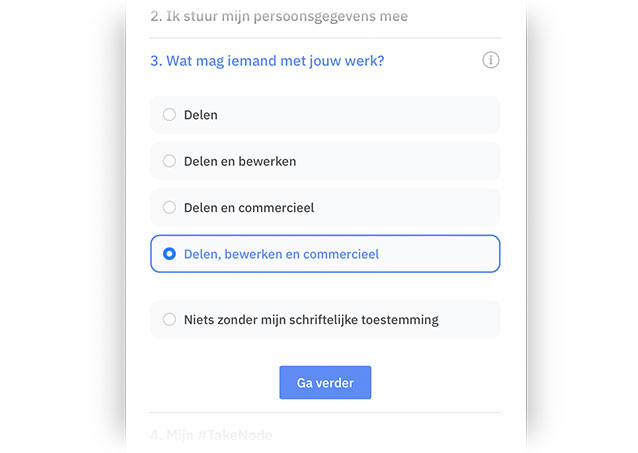 2. Ik stuur mijn persoonsgegevens mee
3. Wat mag iemand met jouw werk?
Delen
Delen en bewerken
Delen en commercieel
Delen, bewerken en commercieel
Niets zonder mijn schriftelijke toestemming
Ga verder
4. Mijn #TakeNode